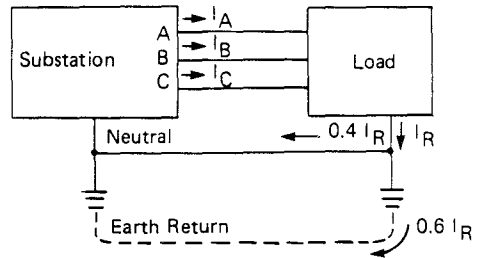 A
I_A
Substation
B
I_B
Load
C
I_C
Neutral
0.4 I_R
I_R
Earth Return
0.6 I_R